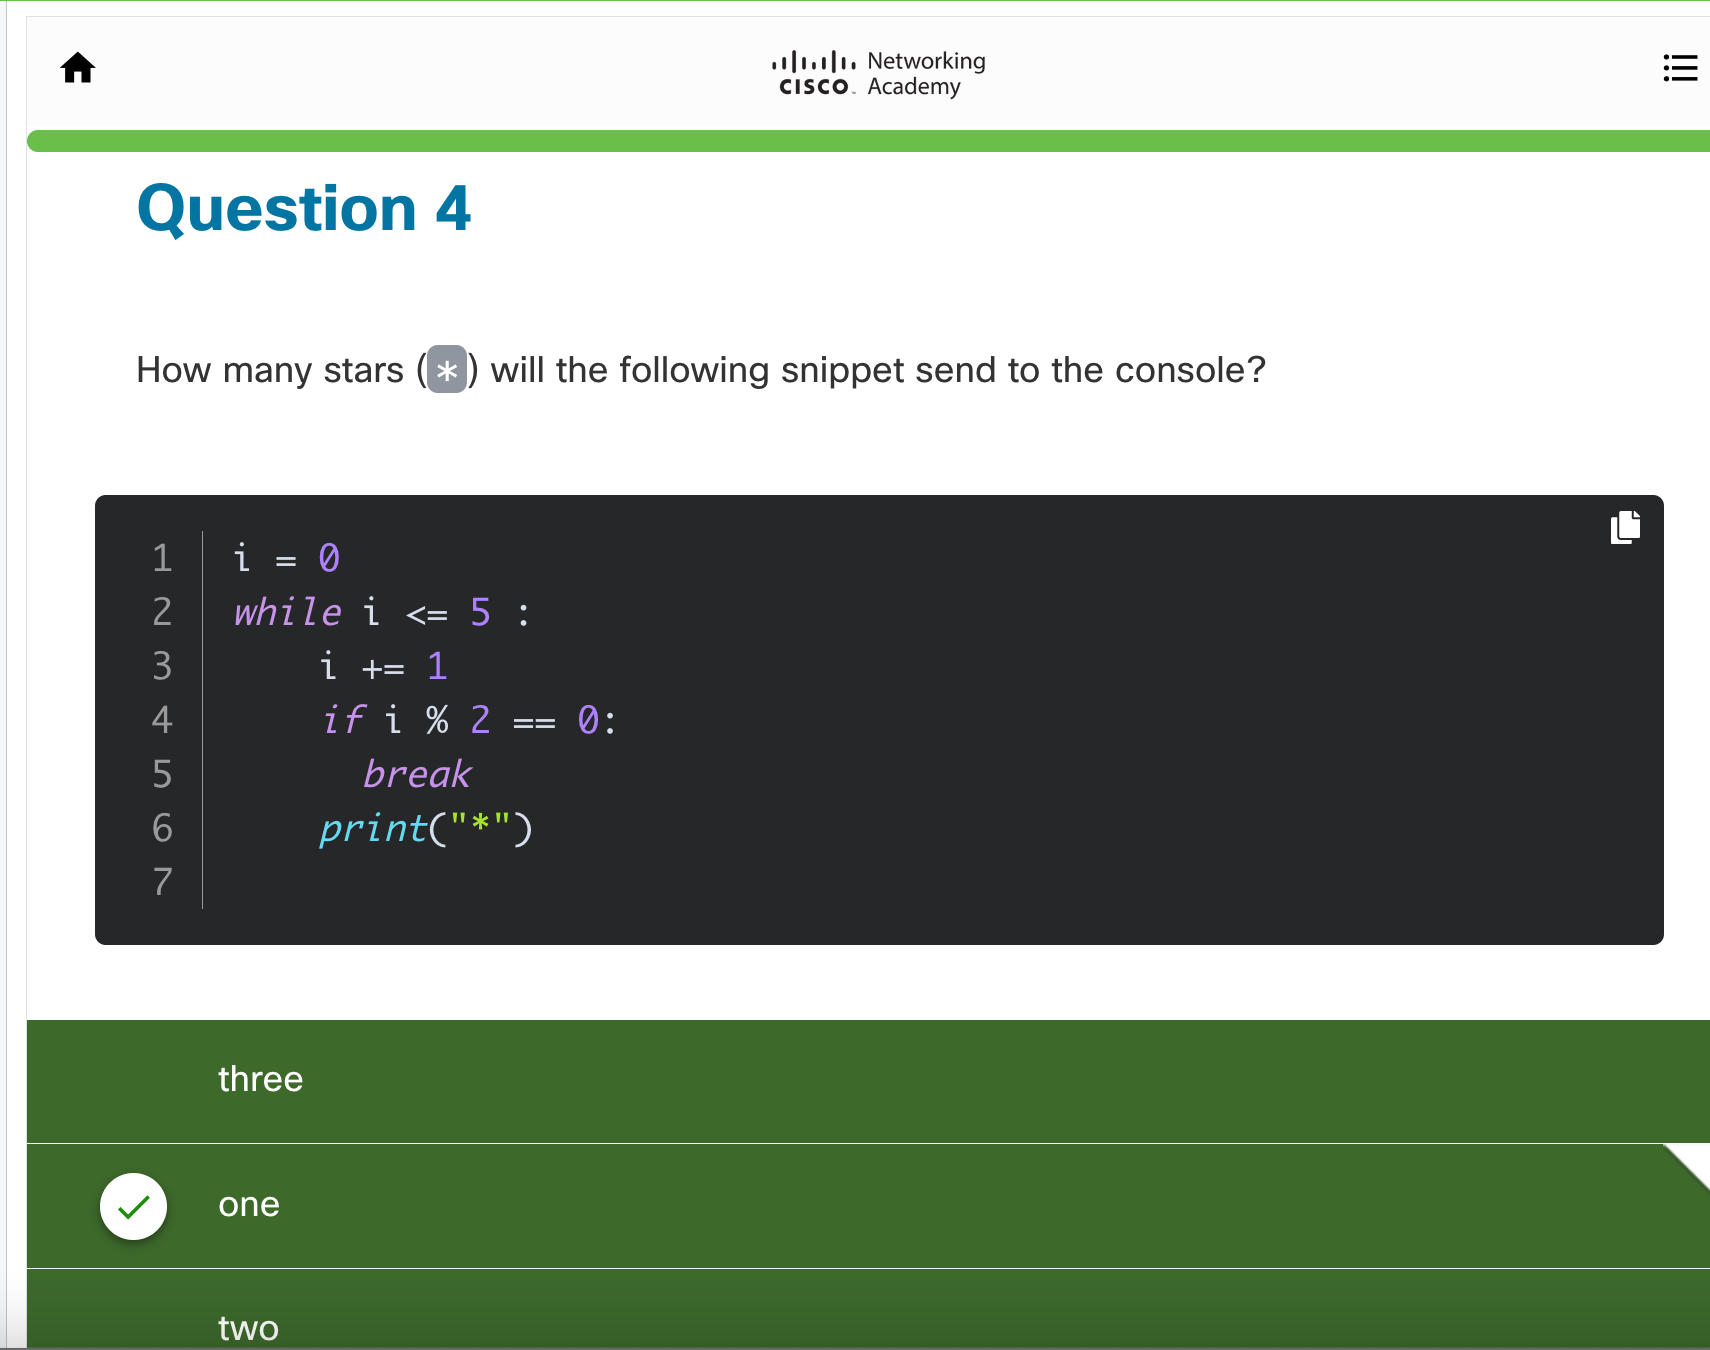 Networking
CISCO Academy
Question 4
How many stars (*) will the following snippet send to the console?
1 i = 0
2 while i <= 5 :
3     i += 1
4     if i % 2 == 0:
5       break
6     print("*")
7
three
one
two